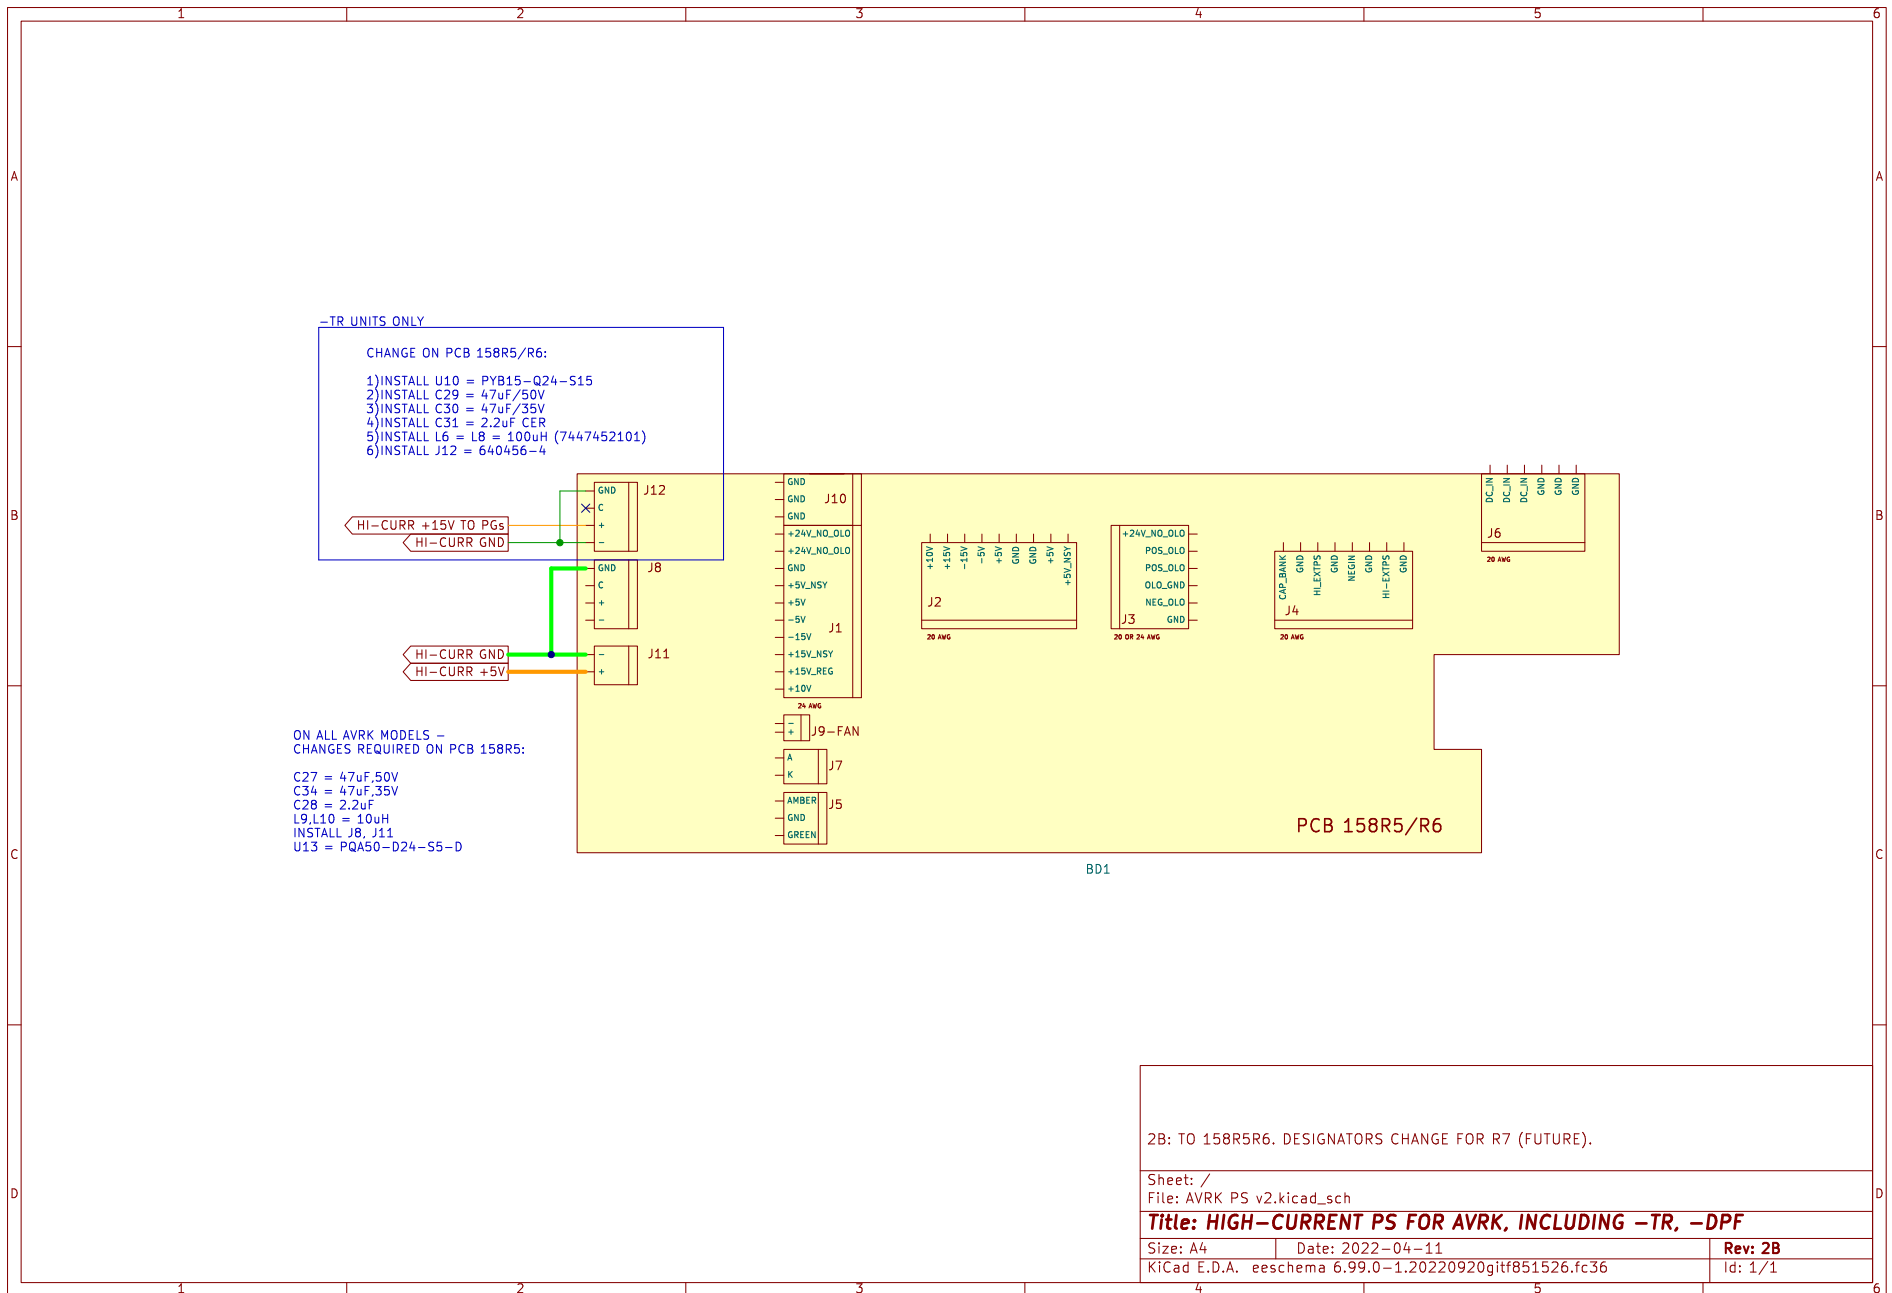 1 2 3 4 5 6
A A
B B
C C
D D
-TR UNITS ONLY
CHANGE ON PCB 158R5/R6:
1)INSTALL U10 = PYB15-Q24-S15
2)INSTALL C29 = 47uF/50V
3)INSTALL C30 = 47uF/35V
4)INSTALL C31 = 2.2uF CER
5)INSTALL L6 = L8 = 100uH (7447452101)
6)INSTALL J12 = 640456-4
HI-CURR +15V TO PGs
HI-CURR GND
J12
GND
C
+
-
J8
GND
C
+
-
HI-CURR GND
HI-CURR +5V
J11
-
+
J10
GND
GND
GND
J1
+24V_NO_OLO
+24V_NO_OLO
GND
+5V_NSY
+5V
-5V
-15V
+15V_NSY
+15V_REG
+10V
24 AWG
J9-FAN
-
+
J7
A
K
J5
AMBER
GND
GREEN
J2
+10V
+15V
-15V
-5V
+5V
GND
GND
+5V
+5V_NSY
20 AWG
J3
+24V_NO_OLO
POS_OLO
POS_OLO
OLO_GND
NEG_OLO
GND
20 OR 24 AWG
J4
CAP_BANK
GND
HI_EXTPS
GND
NEGIN
GND
HI-EXTPS
GND
20 AWG
J6
DC_IN
DC_IN
DC_IN
GND
GND
GND
20 AWG
PCB 158R5/R6
BD1
ON ALL AVRK MODELS -
CHANGES REQUIRED ON PCB 158R5:
C27 = 47uF,50V
C34 = 47uF,35V
C28 = 2.2uF
L9,L10 = 10uH
INSTALL J8, J11
U13 = PQA50-D24-S5-D
2B: TO 158R5R6. DESIGNATORS CHANGE FOR R7 (FUTURE).
Sheet: /
File: AVRK PS v2.kicad_sch
Title: HIGH-CURRENT PS FOR AVRK, INCLUDING -TR, -DPF
Size: A4 Date: 2022-04-11 Rev: 2B
KiCad E.D.A. eeschema 6.99.0-1.20220920gitf851526.fc36 Id: 1/1
1 2 3 4 5 6